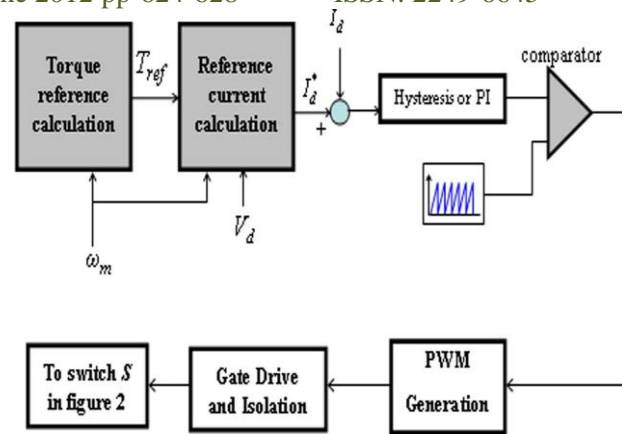 ne 2012 pp-624-628 ISSN: 2249-6645
I_d
comparator
Torque
reference
calculation
T_ref
Reference
current
calculation
I_d^*
+
Hysteresis or PI
V_d
ω_m
To switch S
in figure 2
Gate Drive
and Isolation
PWM
Generation